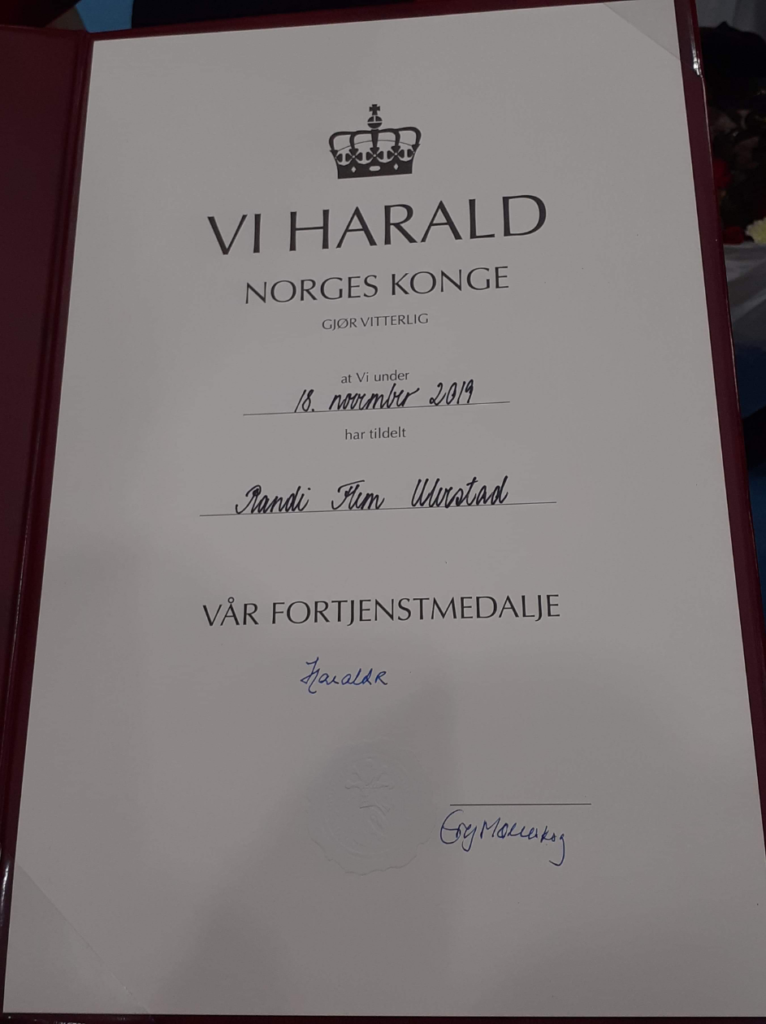 VI HARALD
NORGES KONGE
GJØR VITTERLIG
at Vi under
18. november 2019
har tildelt
Randi Flem Ulvestad
VÅR FORTJENSTMEDALJE
Harald R